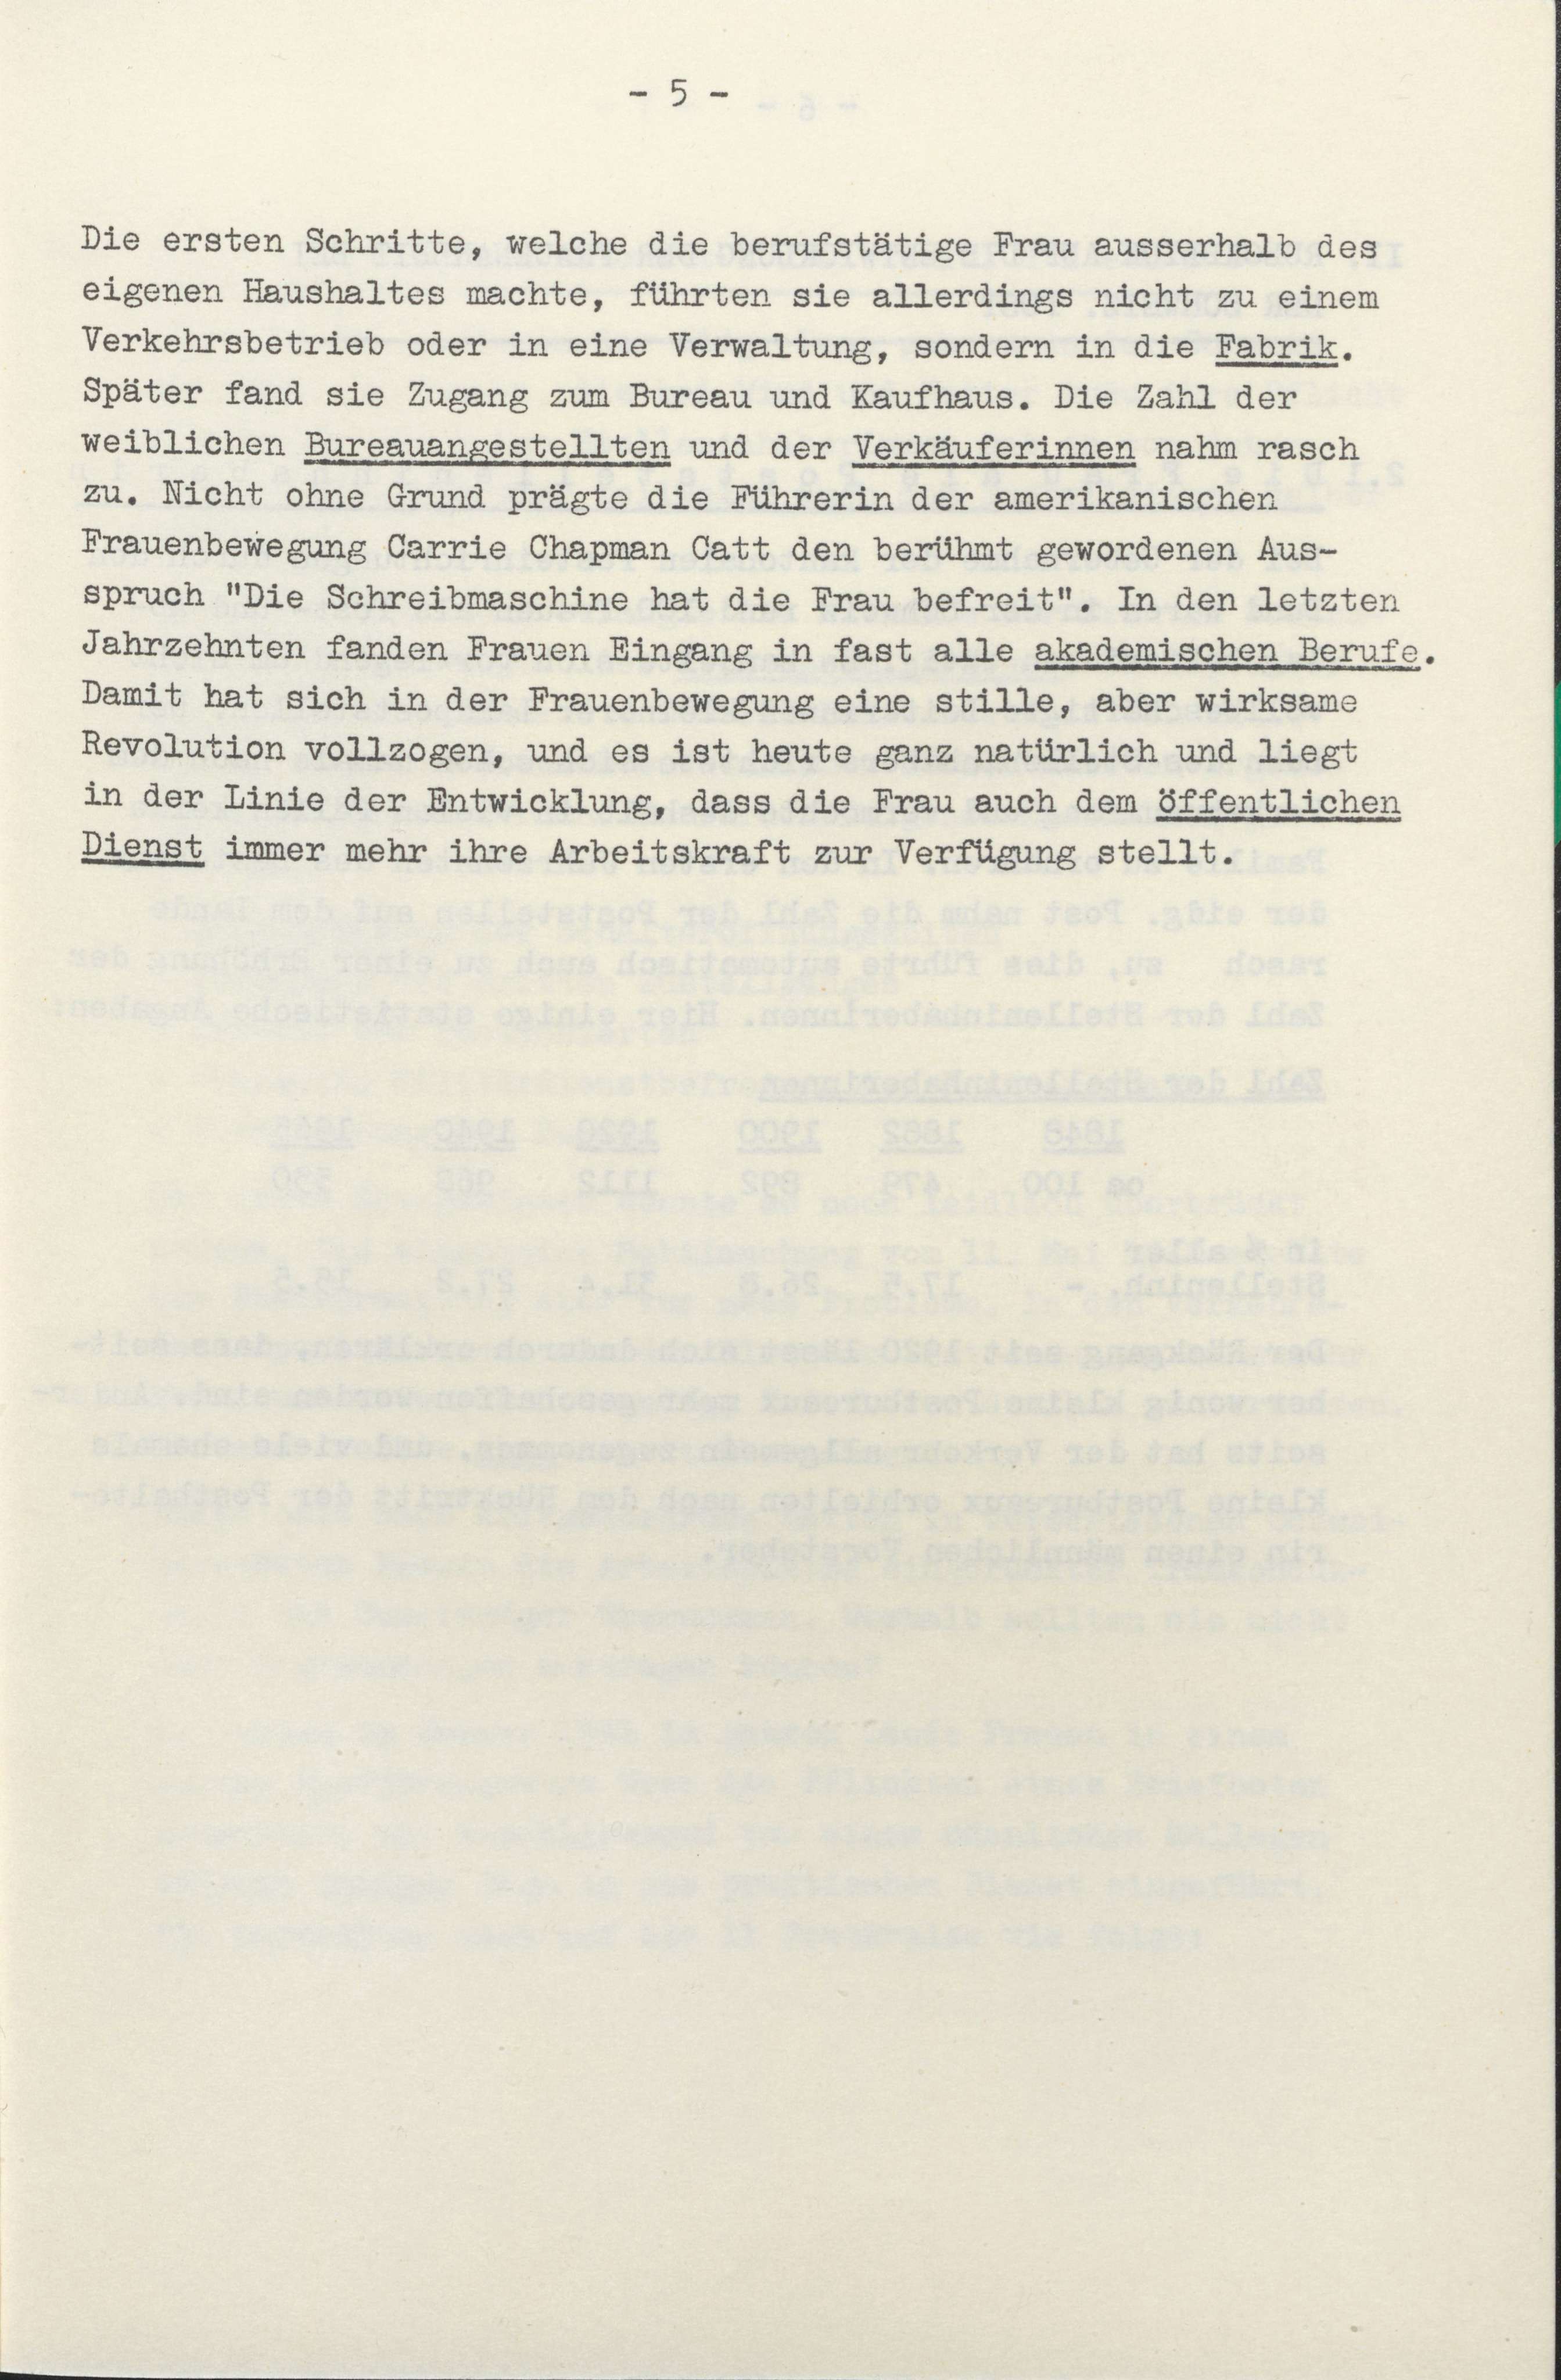 - 5 -
Die ersten Schritte, welche die berufstätige Frau ausserhalb des
eigenen Haushaltes machte, führten sie allerdings nicht zu einem
Verkehrsbetrieb oder in eine Verwaltung, sondern in die Fabrik.
Später fand sie Zugang zum Bureau und Kaufhaus. Die Zahl der
weiblichen Bureauangestellten und der Verkäuferinnen nahm rasch
zu. Nicht ohne Grund prägte die Führerin der amerikanischen
Frauenbewegung Carrie Chapman Catt den berühmt gewordenen Aus-
spruch "Die Schreibmaschine hat die Frau befreit". In den letzten
Jahrzehnten fanden Frauen Eingang in fast alle akademischen Berufe.
Damit hat sich in der Frauenbewegung eine stille, aber wirksame
Revolution vollzogen, und es ist heute ganz natürlich und liegt
in der Linie der Entwicklung, dass die Frau auch dem öffentlichen
Dienst immer mehr ihre Arbeitskraft zur Verfügung stellt.